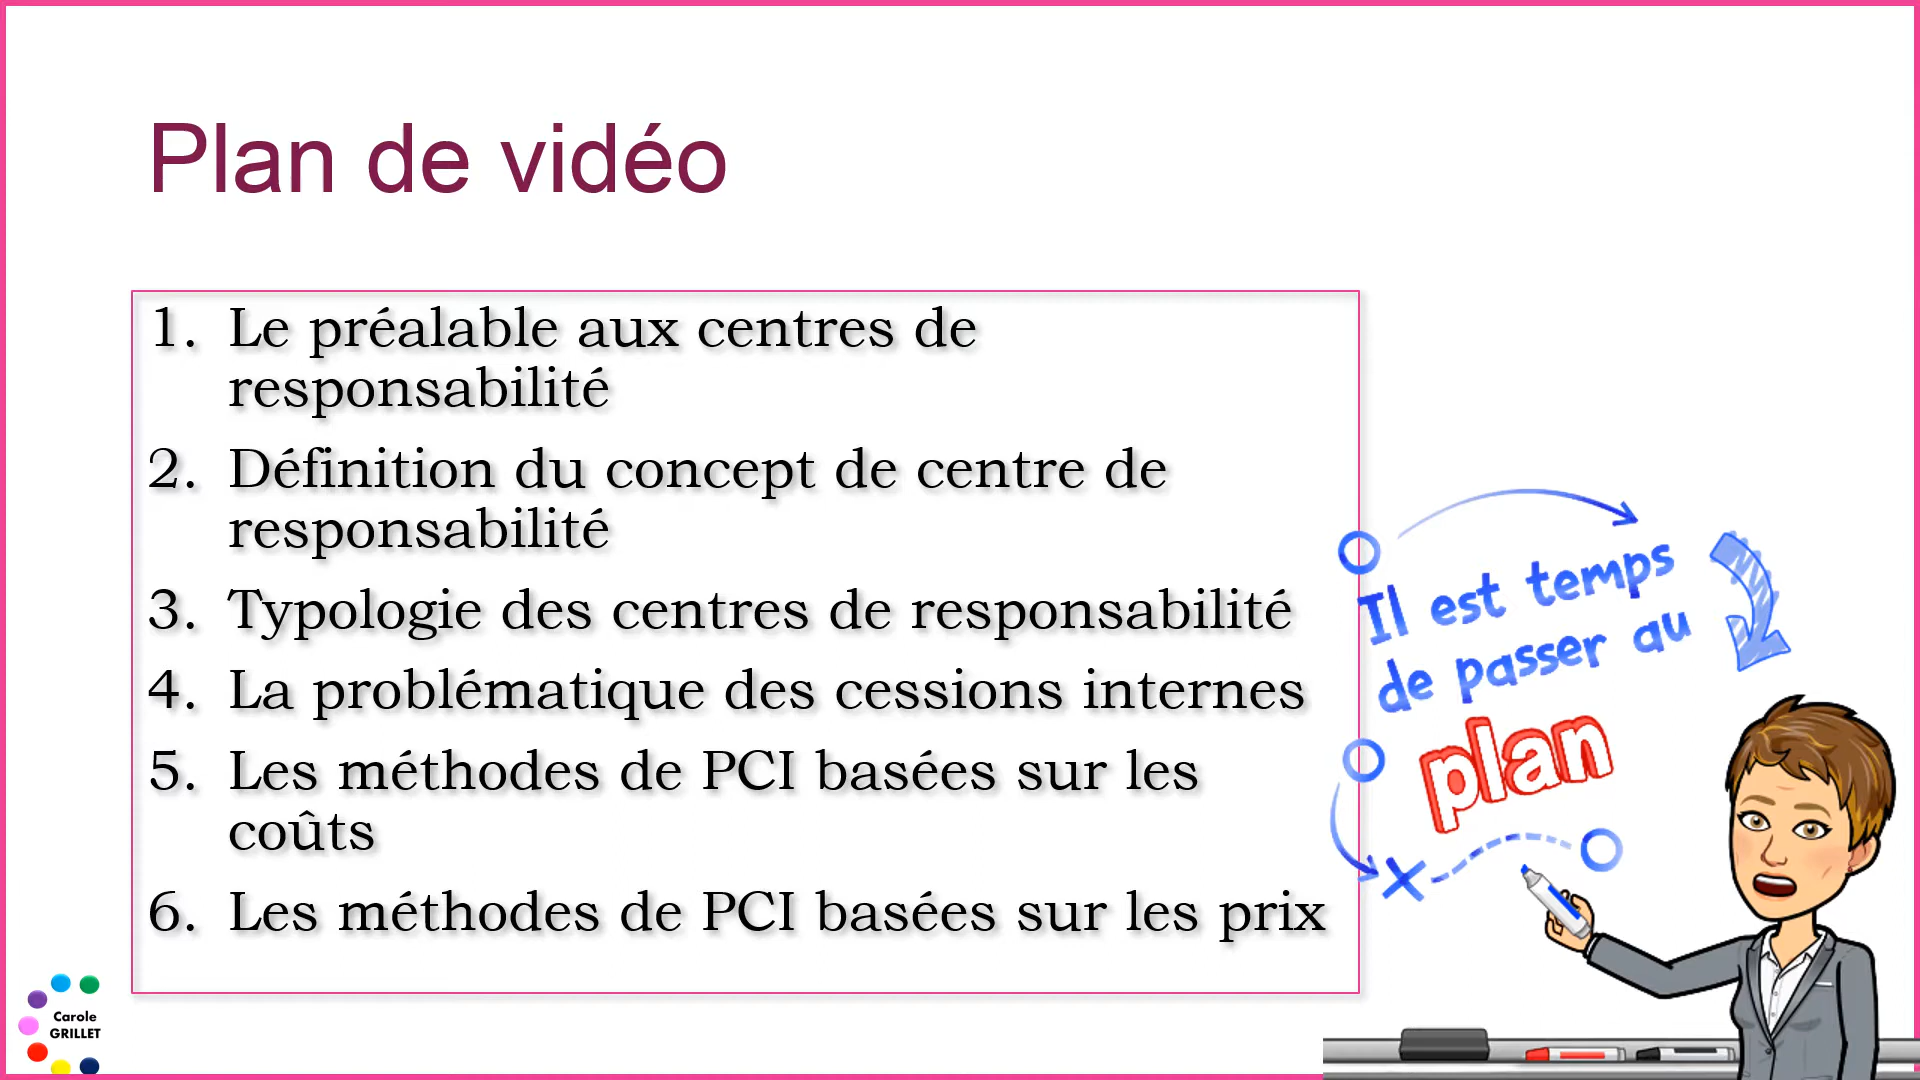 Plan de vidéo
1. Le préalable aux centres de
responsabilité
2. Définition du concept de centre de
responsabilité
3. Typologie des centres de responsabilité
4. La problématique des cessions internes
5. Les méthodes de PCI basées sur les
coûts
6. Les méthodes de PCI basées sur les prix
Il est temps
de passer au
plan
Carole
GRILLET